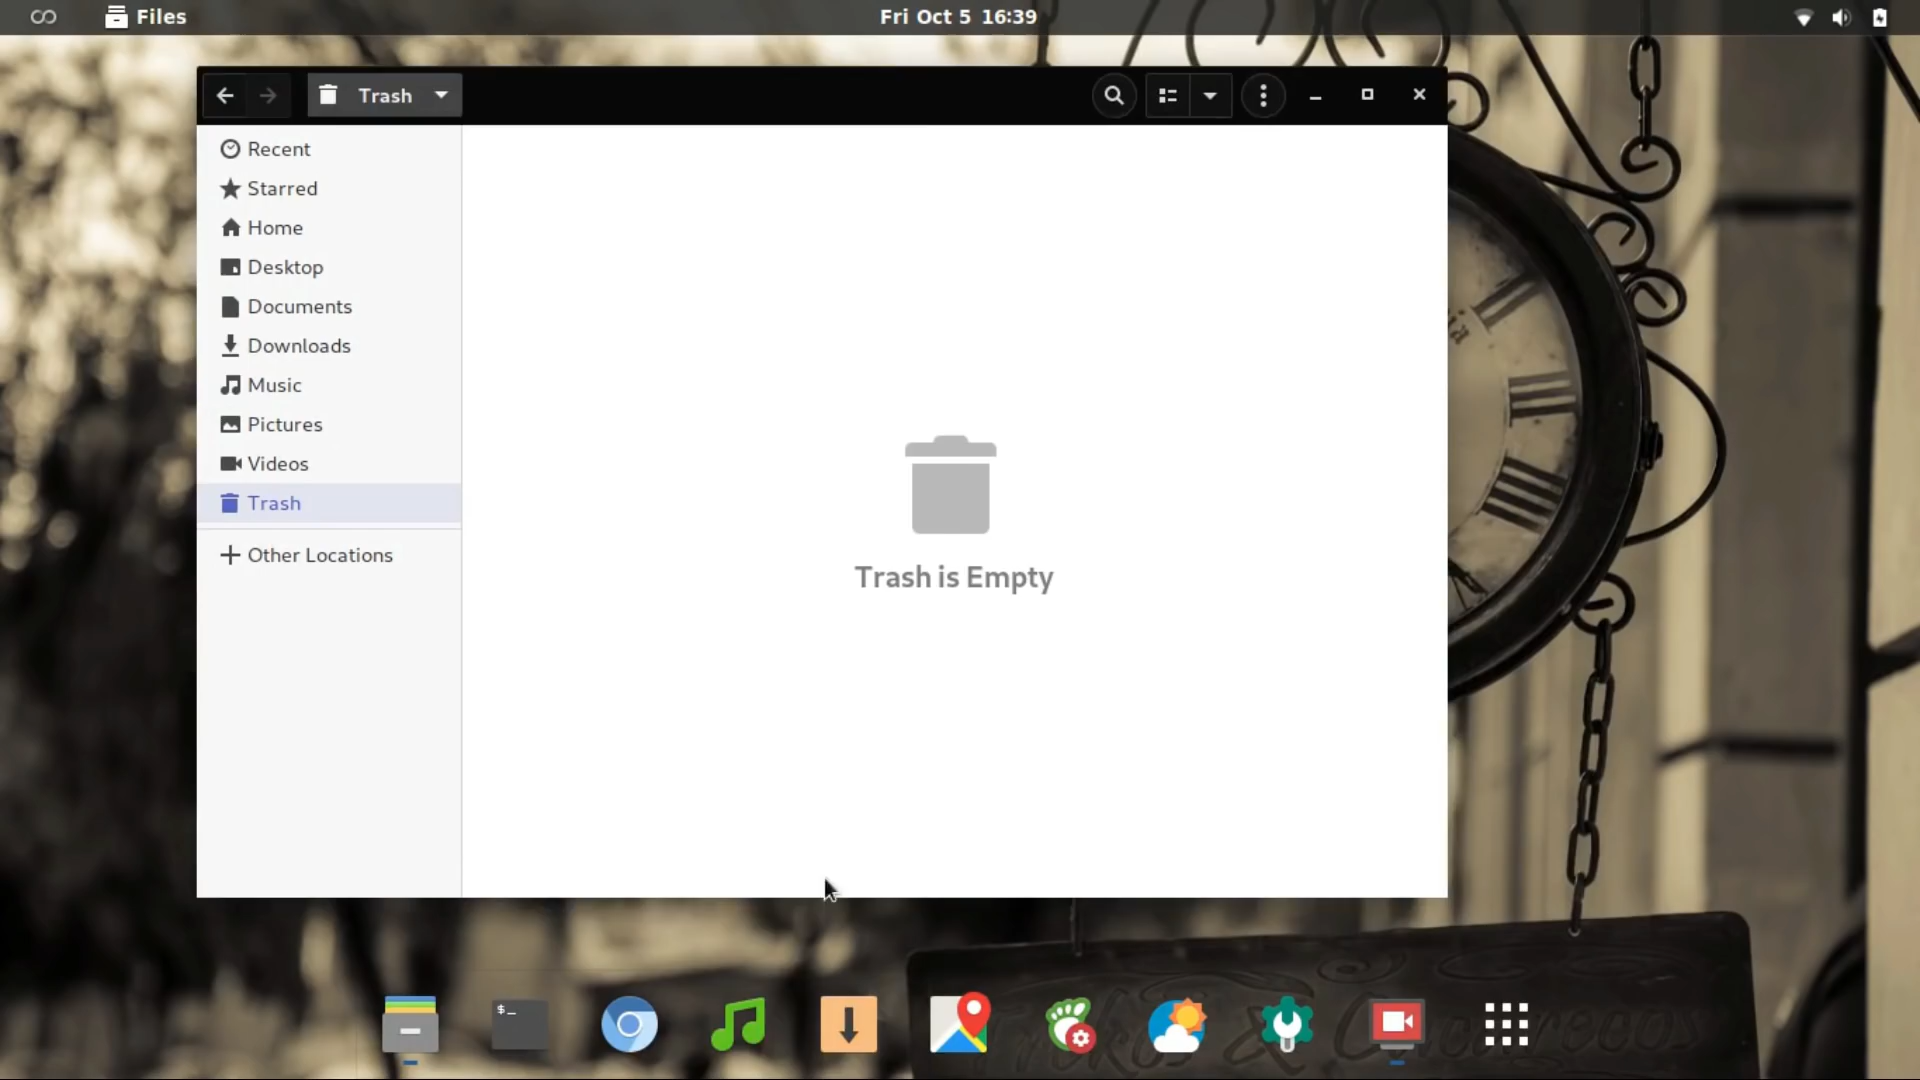 Files
Fri Oct 5 16:39
Trash
Recent
Starred
Home
Desktop
Documents
Downloads
Music
Pictures
Videos
Trash
Other Locations
Trash is Empty
$_